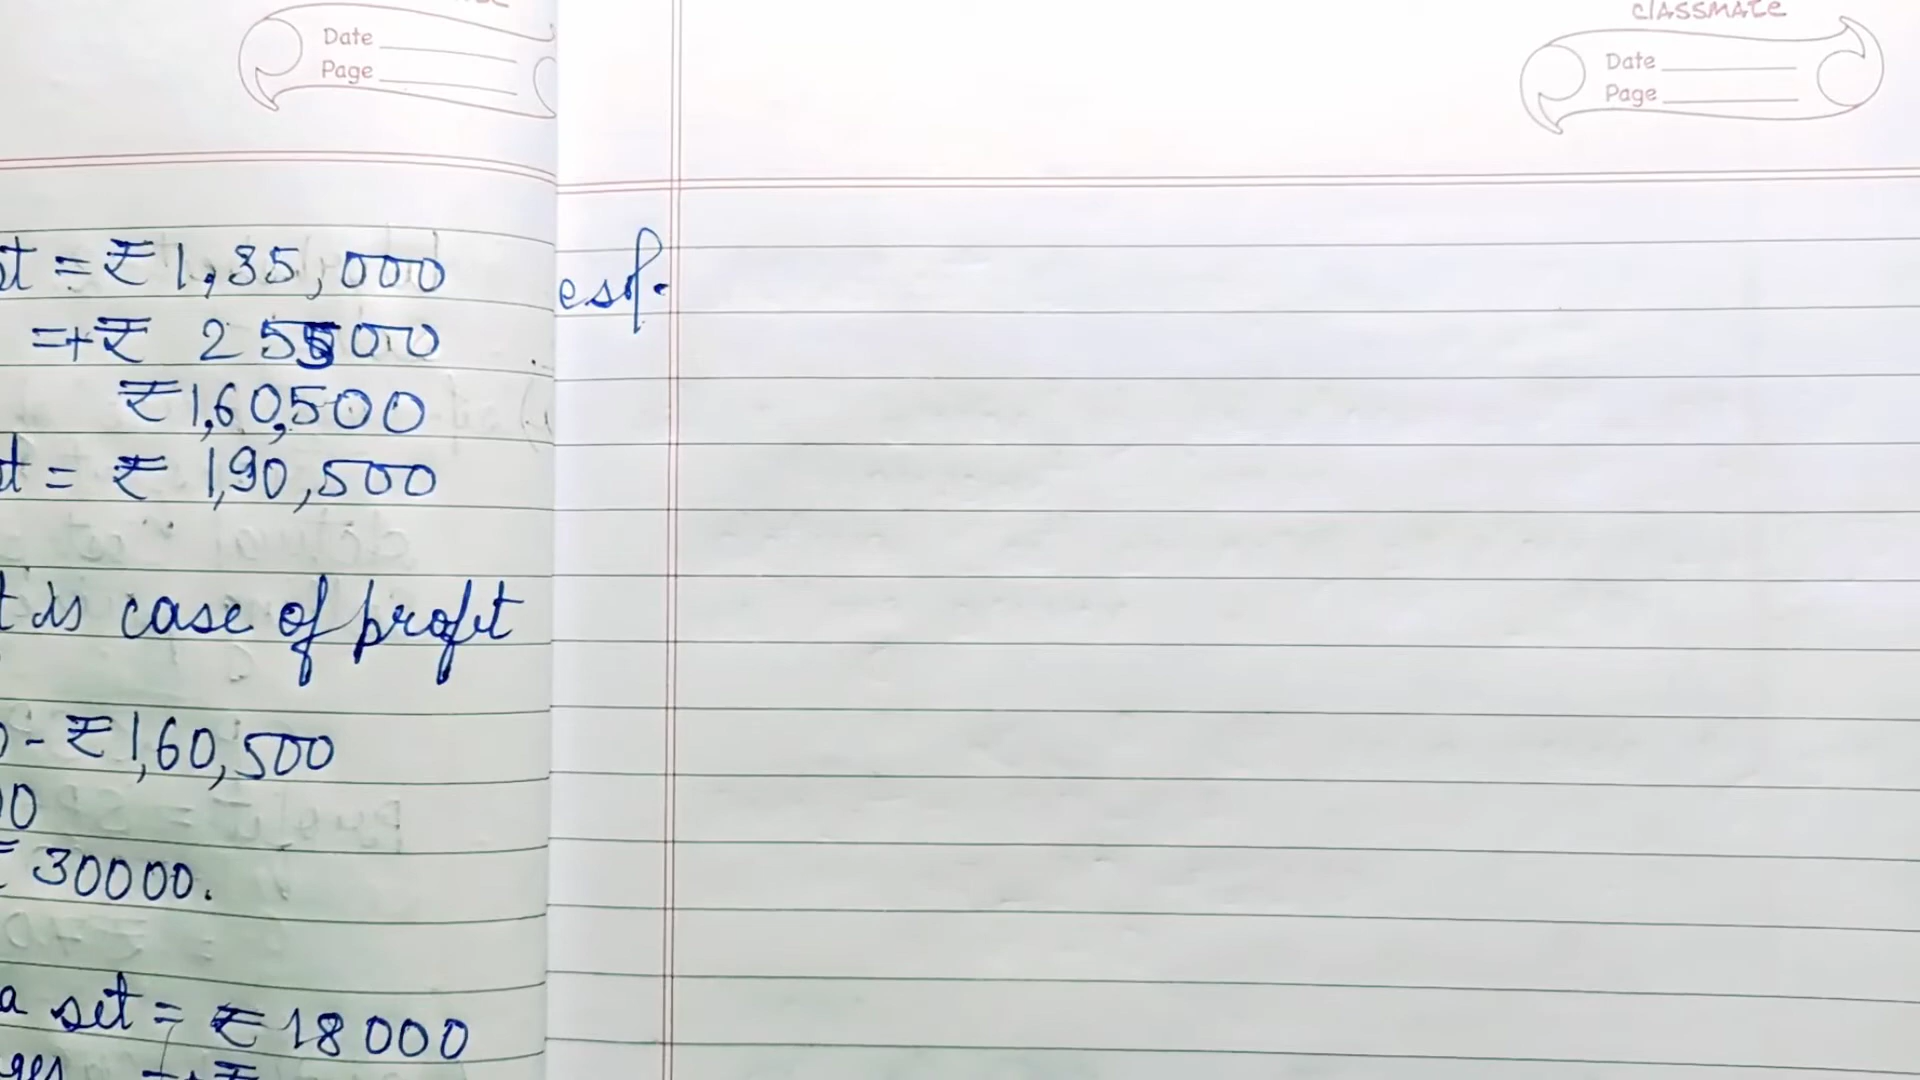 Date
Page
t = ₹ 1,35,000
=+ ₹ 25500
₹1,60,500
t = ₹ 1,90,500
t is case of profit
- ₹1,60,500
0
= 30000.
a set = ₹ 18000
ges + ₹
classmate
Date
Page